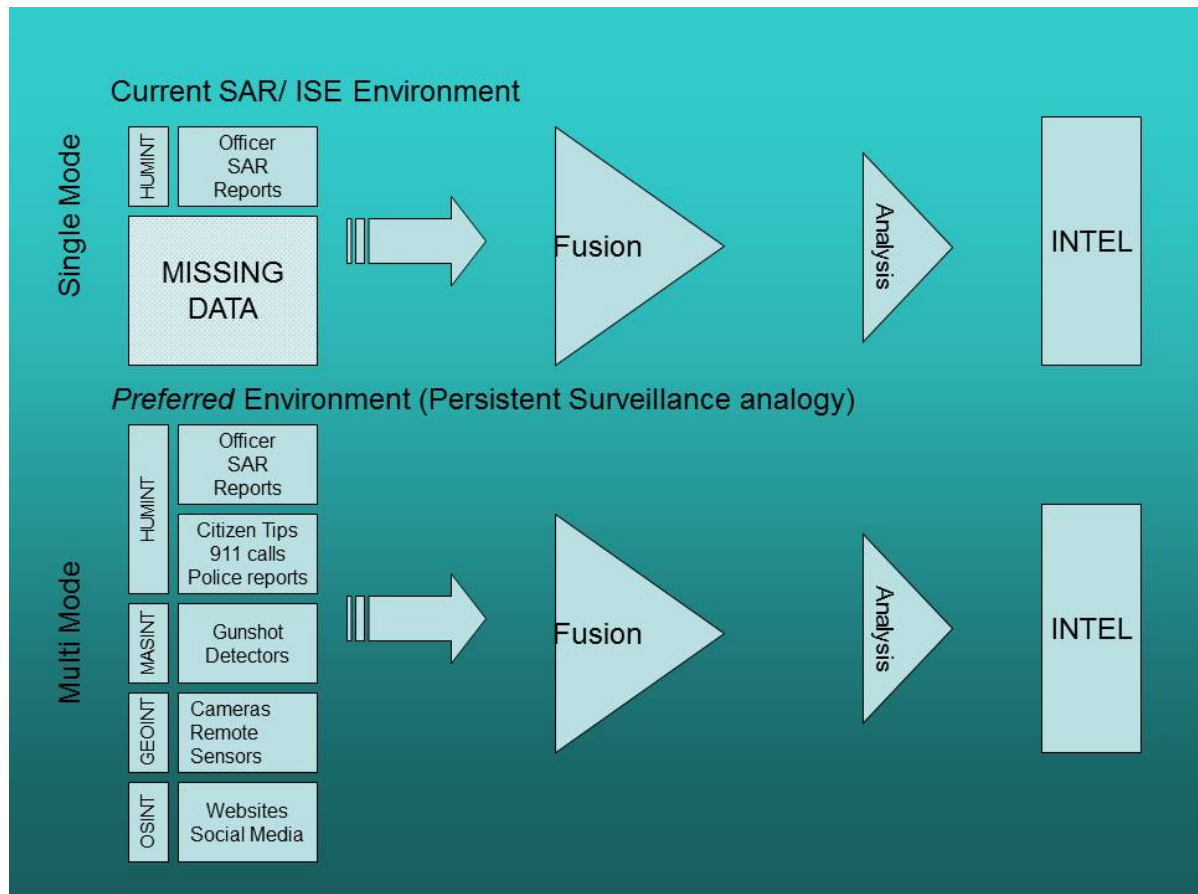 Current SAR/ ISE Environment
Single Mode
HUMINT
Officer
SAR
Reports
MISSING
DATA
Fusion
Analysis
INTEL
Preferred Environment (Persistent Surveillance analogy)
Multi Mode
HUMINT
Officer
SAR
Reports
Citizen Tips
911 calls
Police reports
MASINT
Gunshot
Detectors
GEOINT
Cameras
Remote
Sensors
OSINT
Websites
Social Media
Fusion
Analysis
INTEL